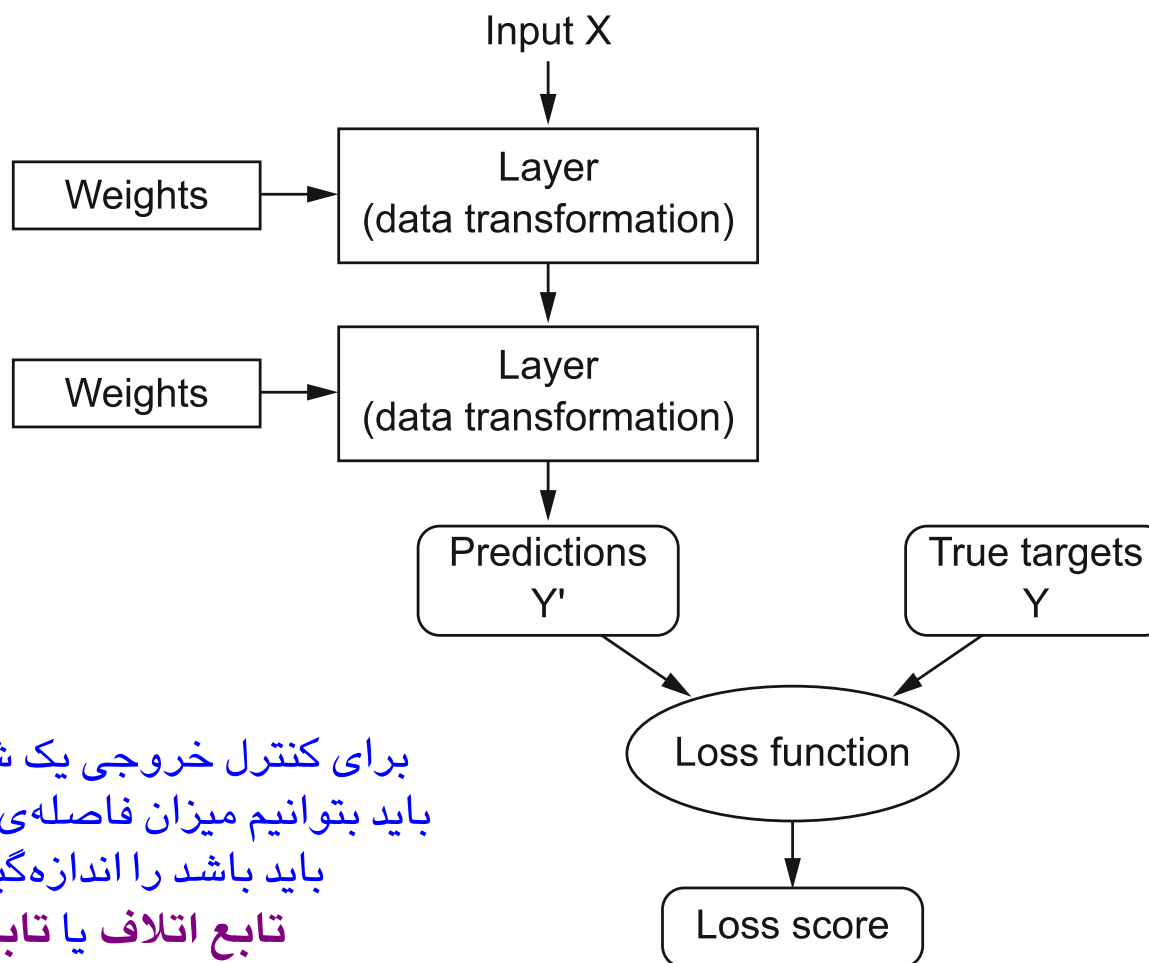 Input X
Weights
Layer
(data transformation)
Weights
Layer
(data transformation)
Predictions
Y'
True targets
Y
Loss function
Loss score
برای کنترل خروجی یک
باید بتوانیم میزان فاصله‌ی
باید باشد را
تابع اتلاف یا